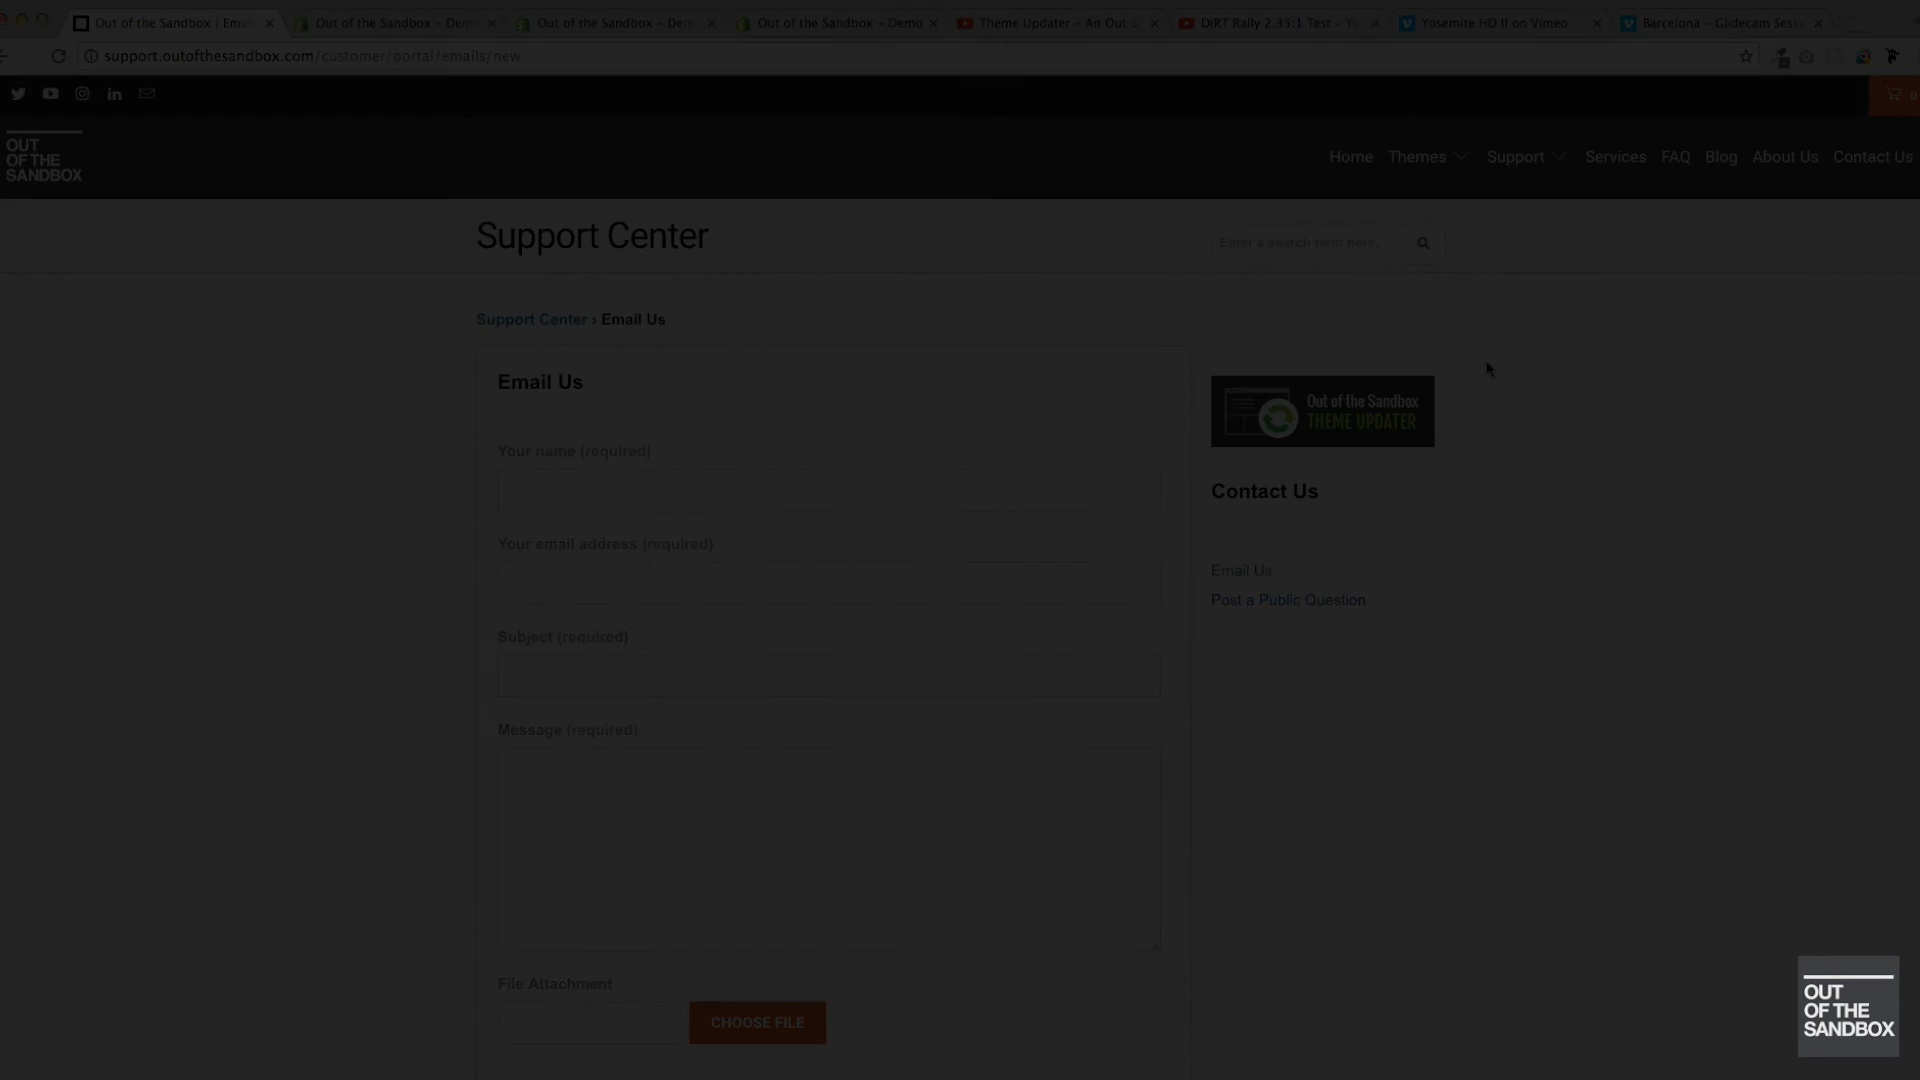 Out of the Sandbox | Ema
Out of the Sandbox - Dem
Out of the Sandbox - Dem
Out of the Sandbox - Demo
Theme Updater - An Out o
DiRT Rally 2.35:1 Test - Yo
Yosemite HD II on Vimeo
Barcelona - Glidecam Sess
support.outofthesandbox.com/customer/portal/emails/new
0
OUT
OF THE
SANDBOX
Home Themes Support Services FAQ Blog About Us Contact Us
Support Center
Enter a search term here.
Support Center › Email Us
Email Us
Your name (required)
Your email address (required)
Subject (required)
Message (required)
File Attachment
CHOOSE FILE
Out of the Sandbox
THEME UPDATER
Contact Us
Email Us
Post a Public Question
OUT
OF THE
SANDBOX